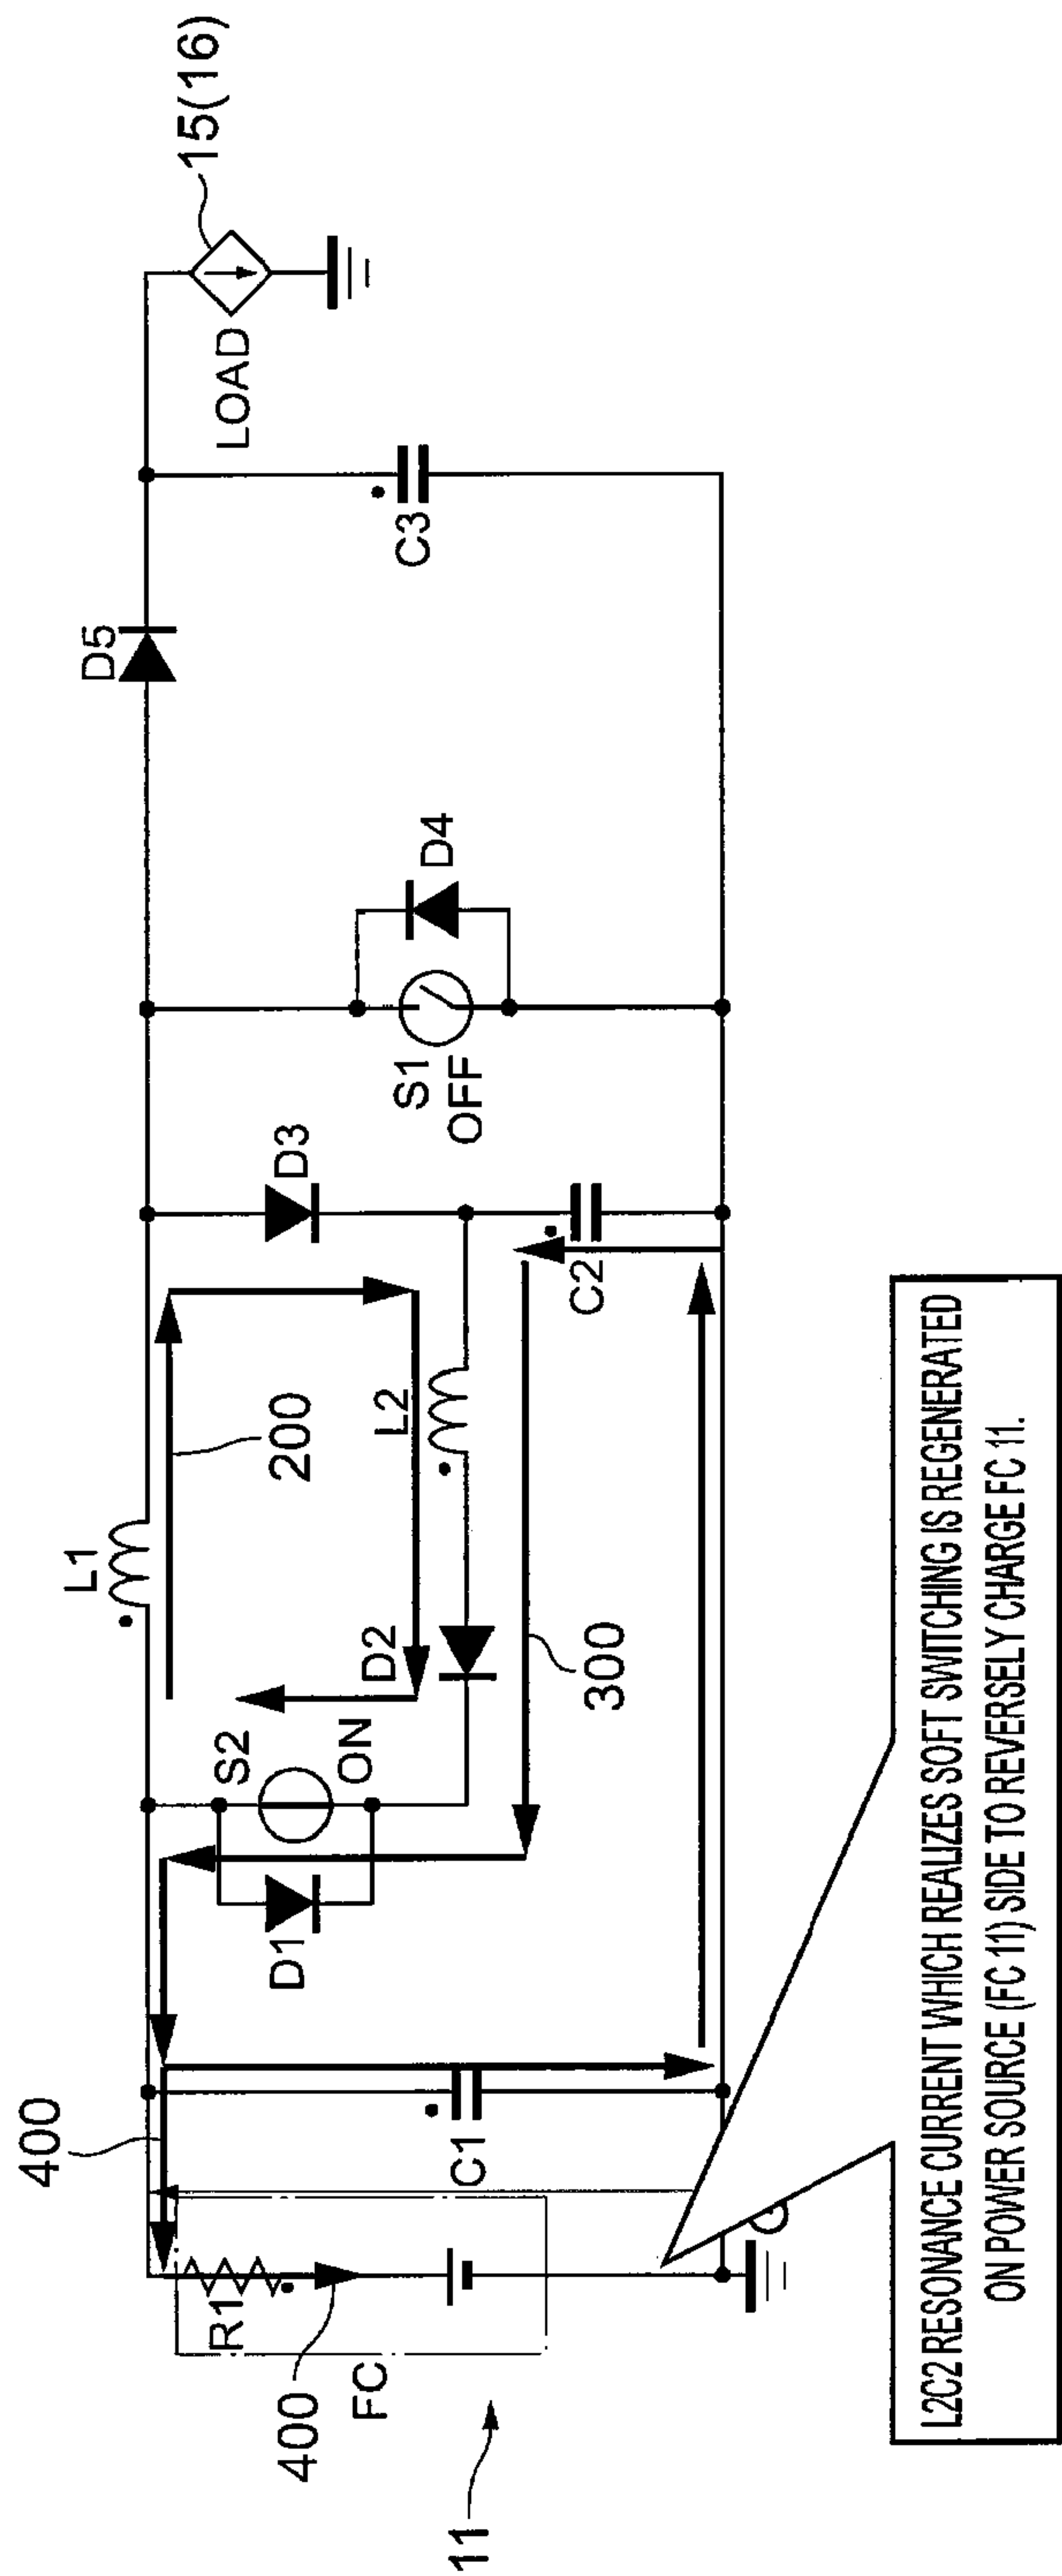 400
L1
D5
15(16)
200
S2
ON
D3
LOAD
R1
D1
D2
L2
S1
OFF
D4
C3
400
FC
C1
C2
300
11
L2C2 RESONANCE CURRENT WHICH REALIZES SOFT SWITCHING IS REGENERATED
ON POWER SOURCE (FC 11) SIDE TO REVERSELY CHARGE FC 11.